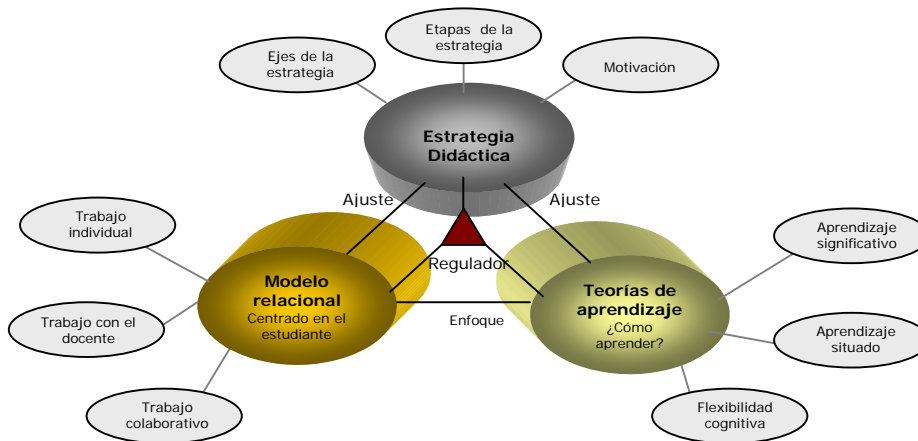 Etapas de la
estrategia
Ejes de la
estrategia
Motivación
Estrategia
Didáctica
Ajuste
Ajuste
Trabajo
individual
Aprendizaje
significativo
Regulador
Modelo
relacional
Centrado en el
estudiante
Teorías de
aprendizaje
¿Cómo
aprender?
Enfoque
Trabajo con el
docente
Aprendizaje
situado
Trabajo
colaborativo
Flexibilidad
cognitiva